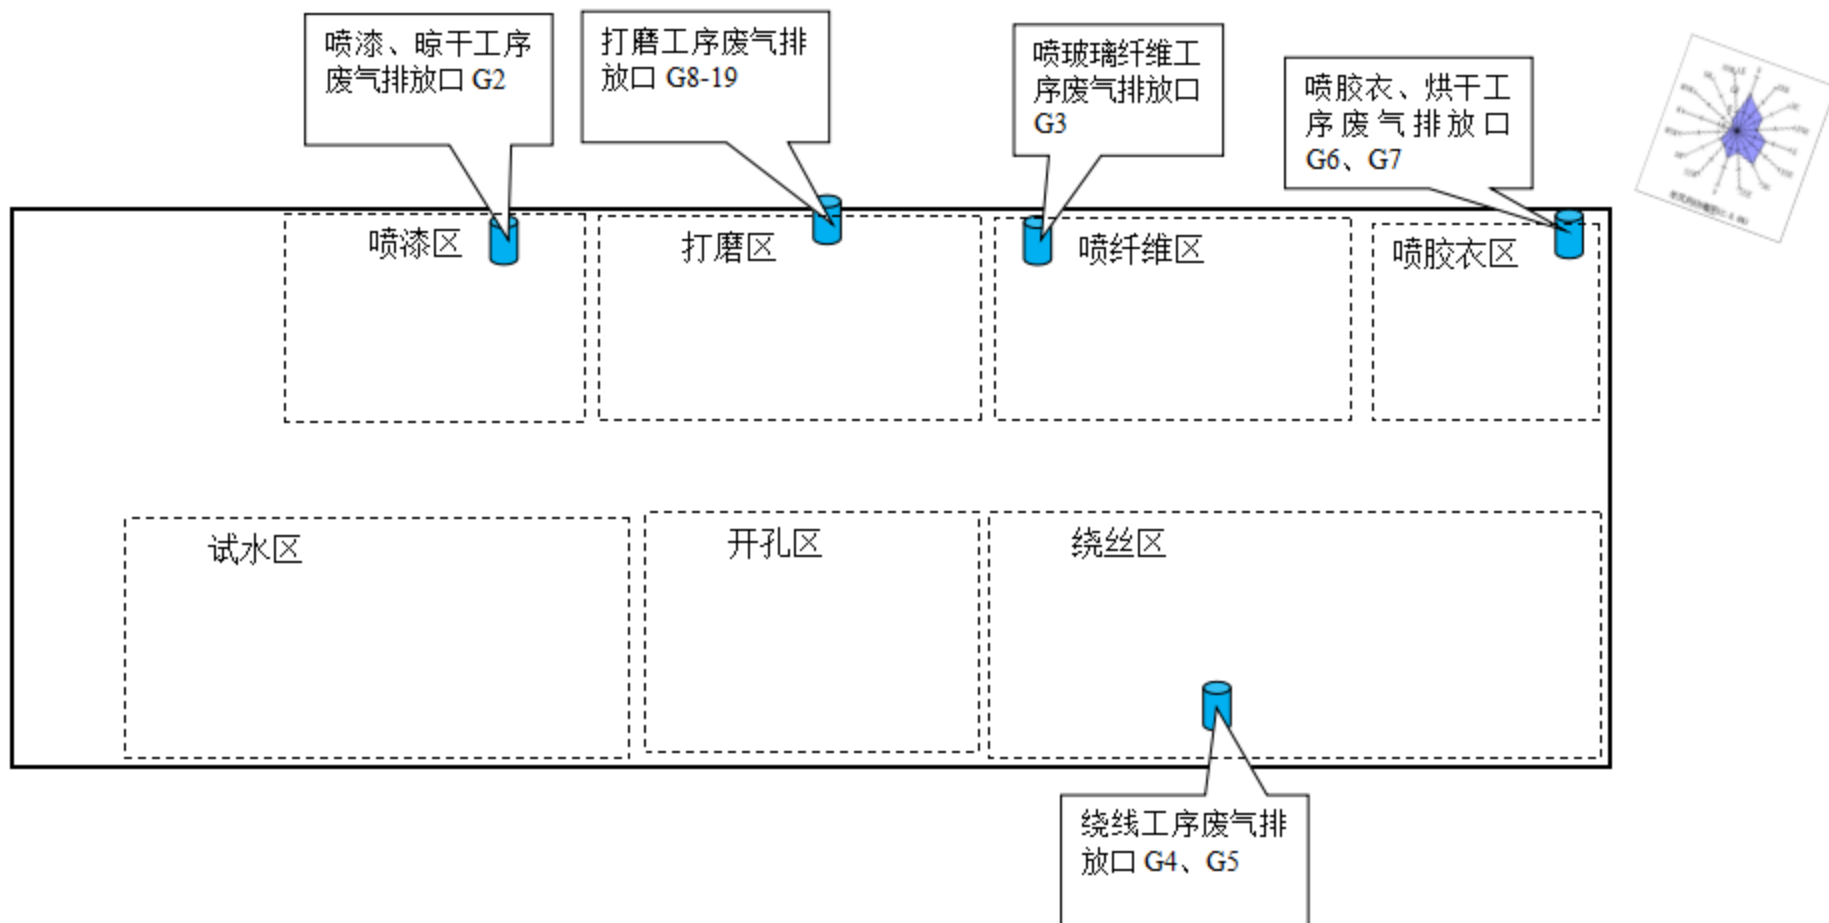 喷漆、晾干工序
废气排放口 G2
打磨工序废气排
放口 G8-19
喷玻璃纤维工
序废气排放口
G3
喷胶衣、烘干工
序废气排放口
G6、G7
喷漆区
打磨区
喷纤维区
喷胶衣区
试水区
开孔区
绕丝区
绕线工序废气排
放口 G4、G5